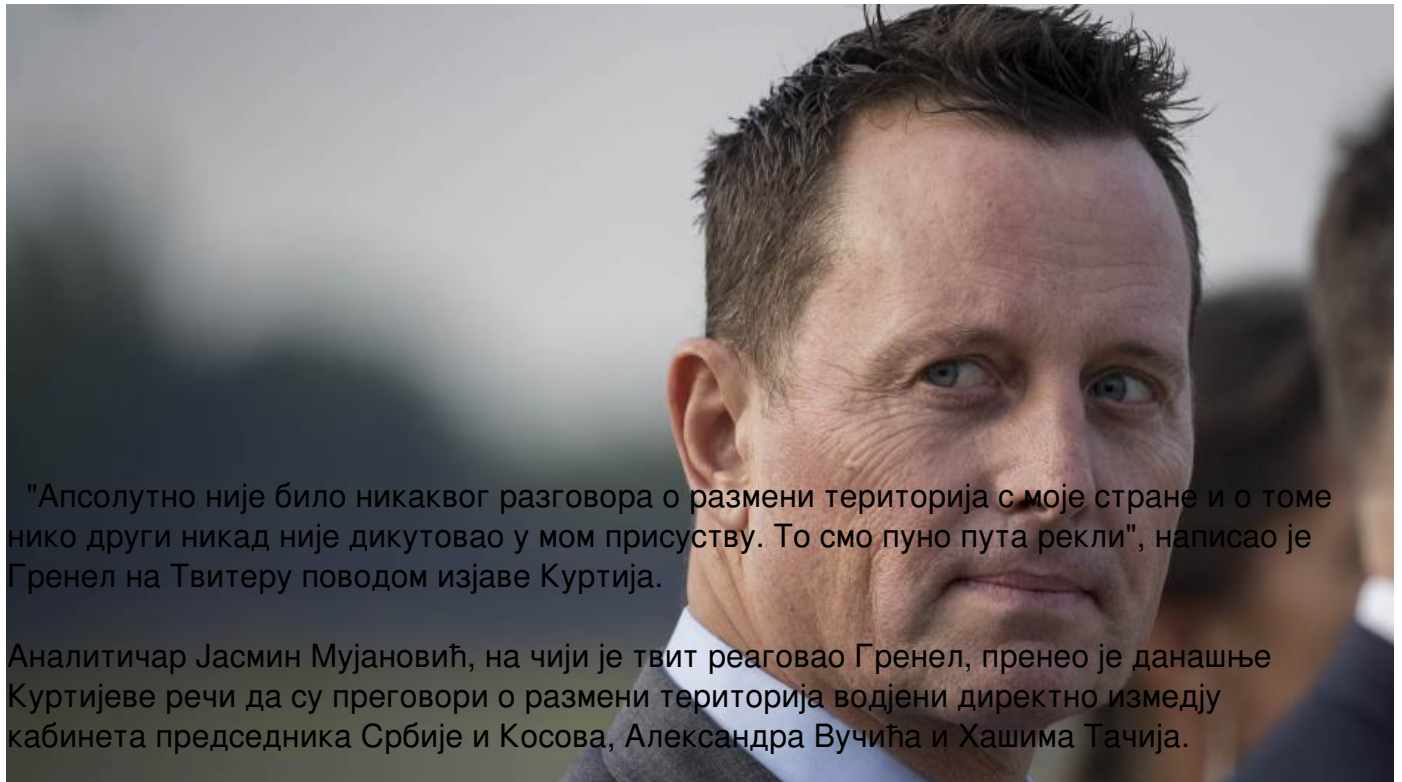 "Апсолутно није било никаквог разговора о размени територија с моје стране и о томе
нико други никад није дикутовао у мом присуству. То смо пуно пута рекли", написао је
Гренел на Твитеру поводом изјаве Куртија.
Аналитичар Јасмин Мујановић, на чији је твит реаговао Гренел, пренео је данашње
Куртијеве речи да су преговори о размени територија водјени директно измедју
кабинета председника Србије и Косова, Александра Вучића и Хашима Тачија.